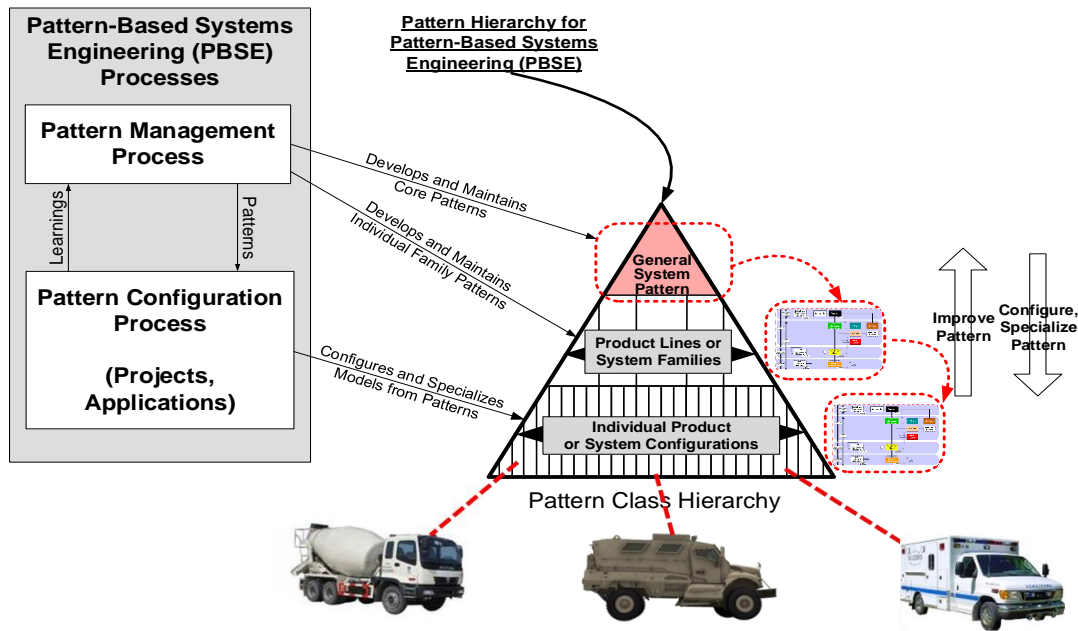 Pattern-Based Systems
Engineering (PBSE)
Processes
Pattern Management
Process
Learnings
Patterns
Pattern Configuration
Process
(Projects,
Applications)
Pattern Hierarchy for
Pattern-Based Systems
Engineering (PBSE)
Develops and Maintains
Core Patterns
Develops and Maintains
Individual Family Patterns
Configures and Specializes
Models from Patterns
General
System
Pattern
Product Lines or
System Families
Individual Product
or System Configurations
Pattern Class Hierarchy
Improve
Pattern
Configure,
Specialize
Pattern